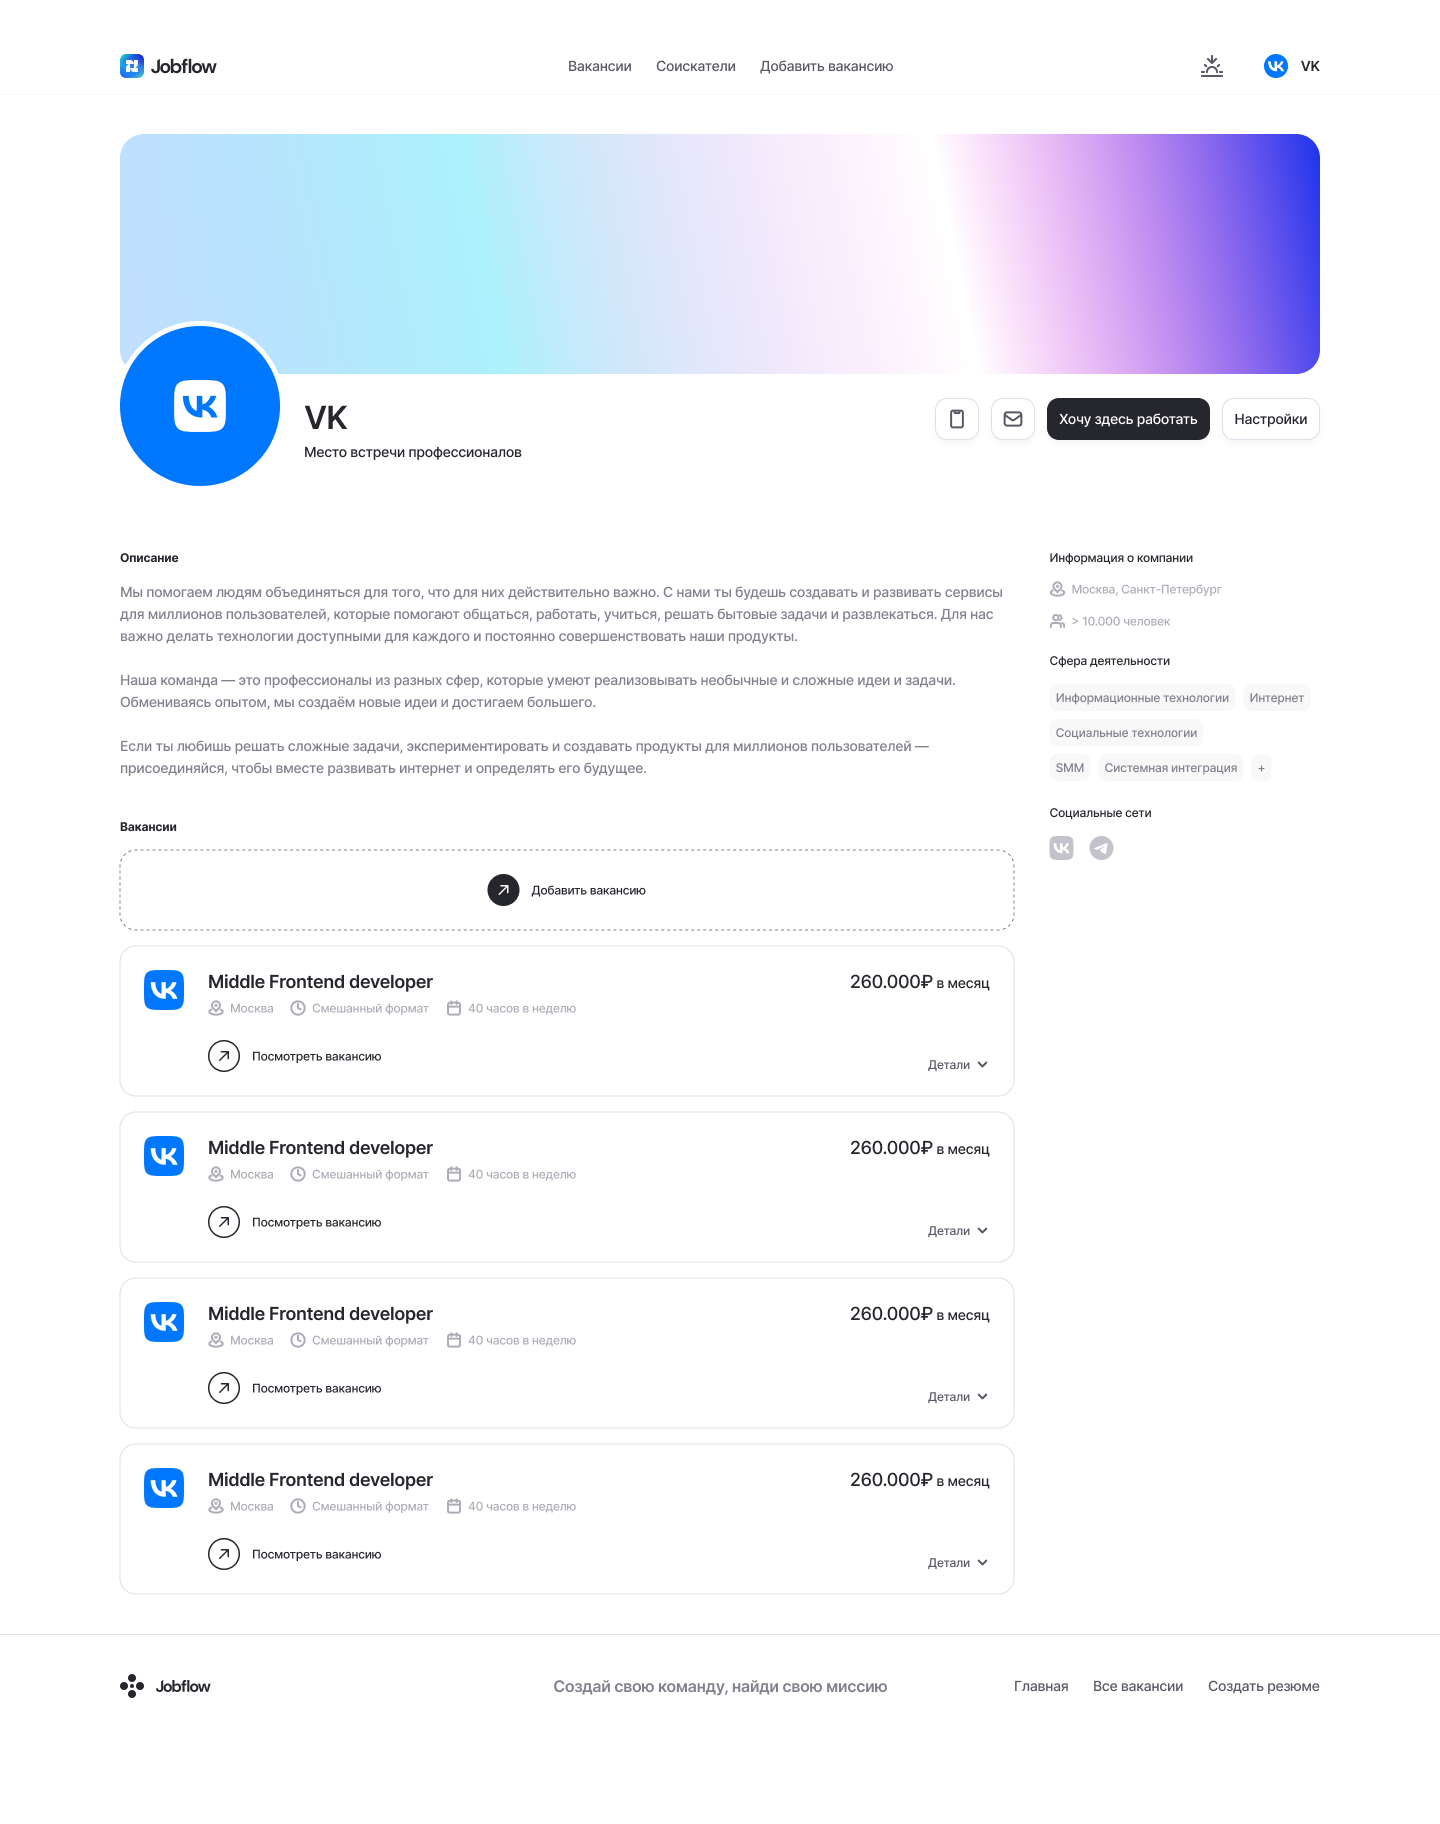 Jobflow
Вакансии
Соискатели
Добавить вакансию
VK
VK
Место встречи профессионалов
Хочу здесь работать
Настройки
Описание
Мы помогаем людям объединяться для того, что для них действительно важно. С нами ты будешь создавать и развивать сервисы
для миллионов пользователей, которые помогают общаться, работать, учиться, решать бытовые задачи и развлекаться. Для нас
важно делать технологии доступными для каждого и постоянно совершенствовать наши продукты.
Наша команда — это профессионалы из разных сфер, которые умеют реализовывать необычные и сложные идеи и задачи.
Обмениваясь опытом, мы создаём новые идеи и достигаем большего.
Если ты любишь решать сложные задачи, экспериментировать и создавать продукты для миллионов пользователей —
присоединяйся, чтобы вместе развивать интернет и определять его будущее.
Информация о компании
Москва, Санкт-Петербург
> 10.000 человек
Сфера деятельности
Информационные технологии
Интернет
Социальные технологии
SMM
Системная интеграция
+
Социальные сети
Вакансии
Добавить вакансию
Middle Frontend developer
260.000₽ в месяц
Москва
Смешанный формат
40 часов в неделю
Посмотреть вакансию
Детали
Middle Frontend developer
260.000₽ в месяц
Москва
Смешанный формат
40 часов в неделю
Посмотреть вакансию
Детали
Middle Frontend developer
260.000₽ в месяц
Москва
Смешанный формат
40 часов в неделю
Посмотреть вакансию
Детали
Middle Frontend developer
260.000₽ в месяц
Москва
Смешанный формат
40 часов в неделю
Посмотреть вакансию
Детали
Jobflow
Создай свою команду, найди свою миссию
Главная
Все вакансии
Создать резюме